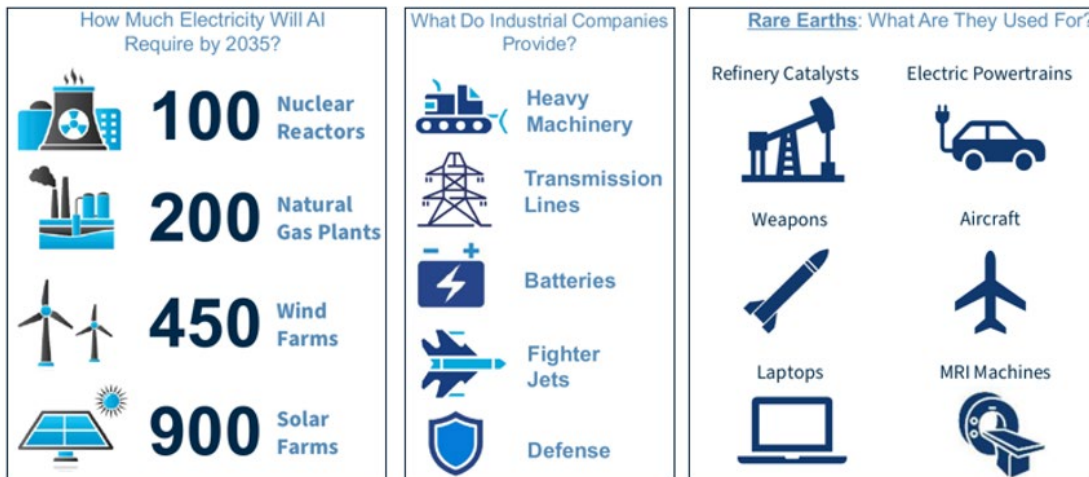 How Much Electricity Will AI
Require by 2035?
100 Nuclear
Reactors
200 Natural
Gas Plants
450 Wind
Farms
900 Solar
Farms
What Do Industrial Companies
Provide?
Heavy
Machinery
Transmission
Lines
Batteries
Fighter
Jets
Defense
Rare Earths: What Are They Used For?
Refinery Catalysts
Electric Powertrains
Weapons
Aircraft
Laptops
MRI Machines